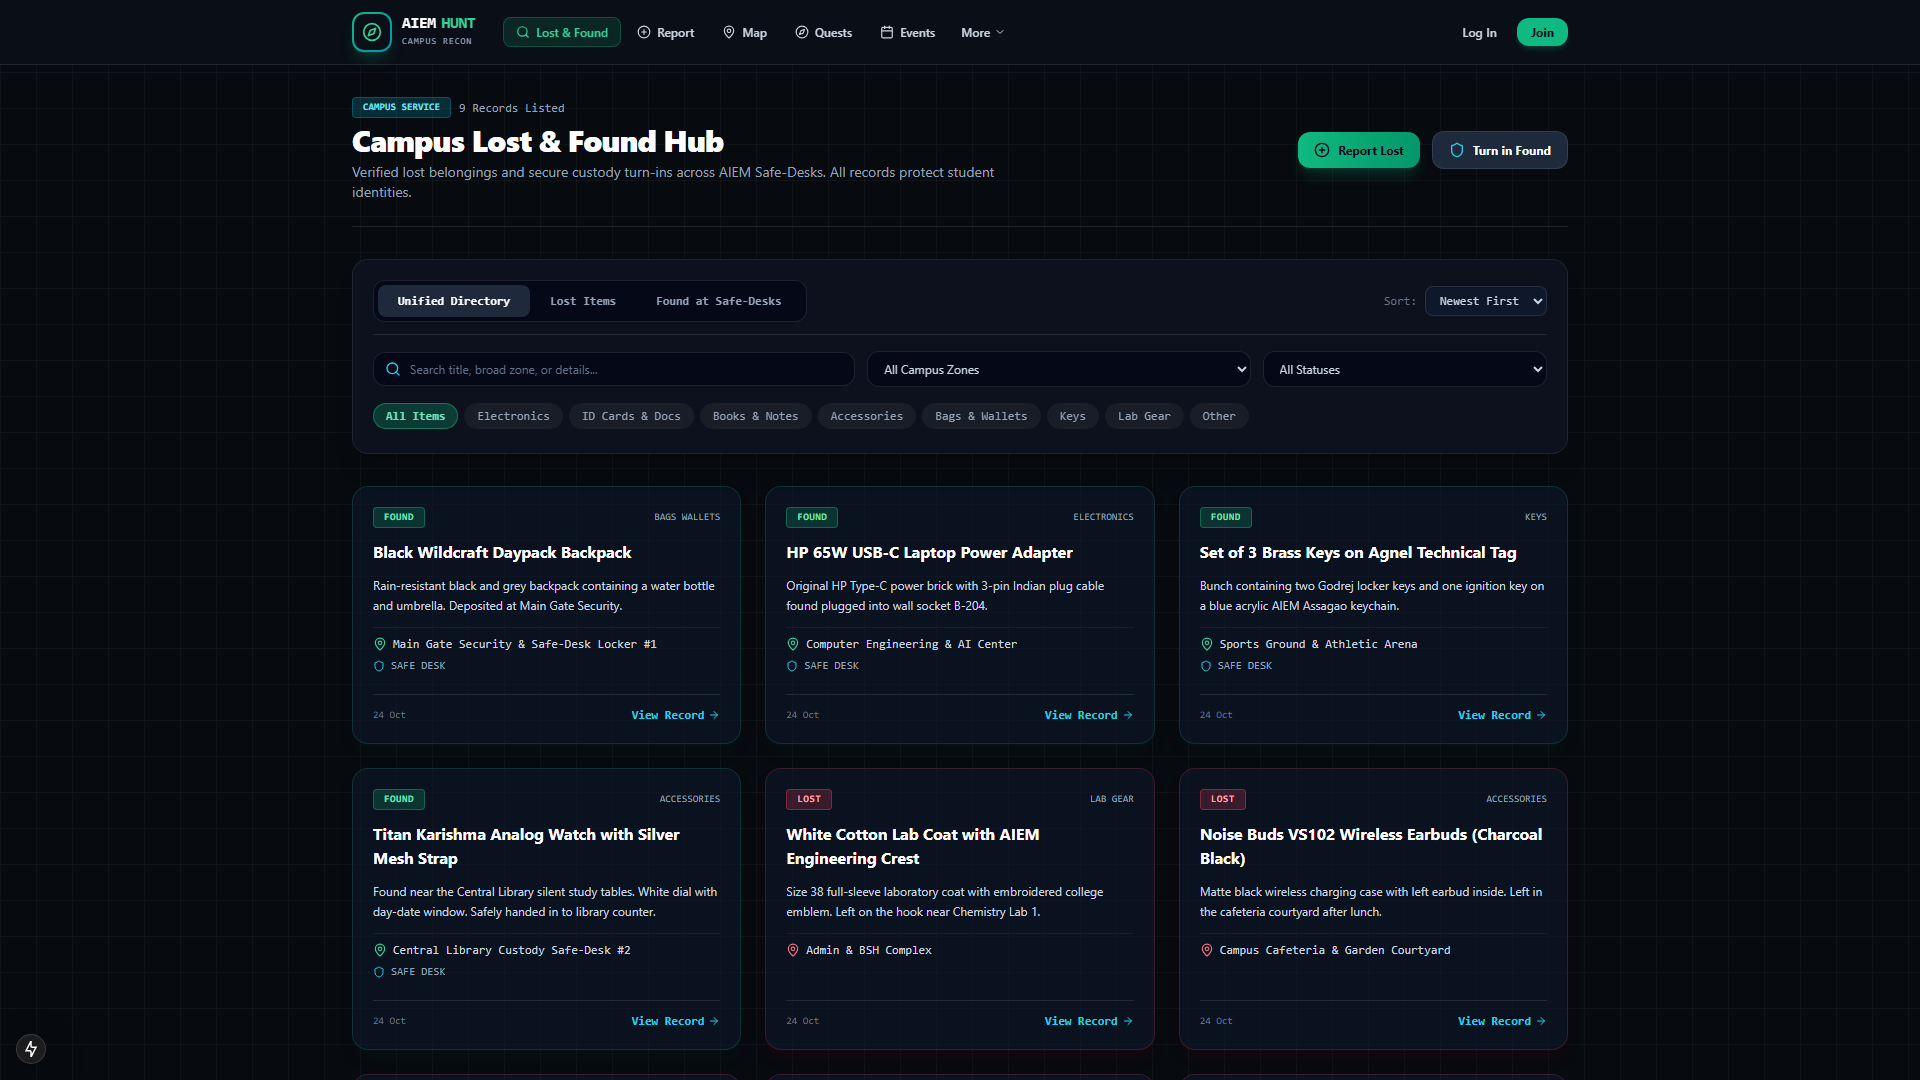 AIEM HUNT
CAMPUS RECON
Lost & Found
Report
Map
Quests
Events
More
Log In
Join
CAMPUS SERVICE
9 Records Listed
Campus Lost & Found Hub
Verified lost belongings and secure custody turn-ins across AIEM Safe-Desks. All records protect student
identities.
Report Lost
Turn in Found
Unified Directory
Lost Items
Found at Safe-Desks
Sort:
Newest First
Search title, broad zone, or details...
All Campus Zones
All Statuses
All Items
Electronics
ID Cards & Docs
Books & Notes
Accessories
Bags & Wallets
Keys
Lab Gear
Other
FOUND
BAGS WALLETS
Black Wildcraft Daypack Backpack
Rain-resistant black and grey backpack containing a water bottle
and umbrella. Deposited at Main Gate Security.
Main Gate Security & Safe-Desk Locker #1
SAFE DESK
24 Oct
View Record
FOUND
ELECTRONICS
HP 65W USB-C Laptop Power Adapter
Original HP Type-C power brick with 3-pin Indian plug cable
found plugged into wall socket B-204.
Computer Engineering & AI Center
SAFE DESK
24 Oct
View Record
FOUND
KEYS
Set of 3 Brass Keys on Agnel Technical Tag
Bunch containing two Godrej locker keys and one ignition key on
a blue acrylic AIEM Assagao keychain.
Sports Ground & Athletic Arena
SAFE DESK
24 Oct
View Record
FOUND
ACCESSORIES
Titan Karishma Analog Watch with Silver
Mesh Strap
Found near the Central Library silent study tables. White dial with
day-date window. Safely handed in to library counter.
Central Library Custody Safe-Desk #2
SAFE DESK
24 Oct
View Record
LOST
LAB GEAR
White Cotton Lab Coat with AIEM
Engineering Crest
Size 38 full-sleeve laboratory coat with embroidered college
emblem. Left on the hook near Chemistry Lab 1.
Admin & BSH Complex
24 Oct
View Record
LOST
ACCESSORIES
Noise Buds VS102 Wireless Earbuds (Charcoal
Black)
Matte black wireless charging case with left earbud inside. Left in
the cafeteria courtyard after lunch.
Campus Cafeteria & Garden Courtyard
24 Oct
View Record